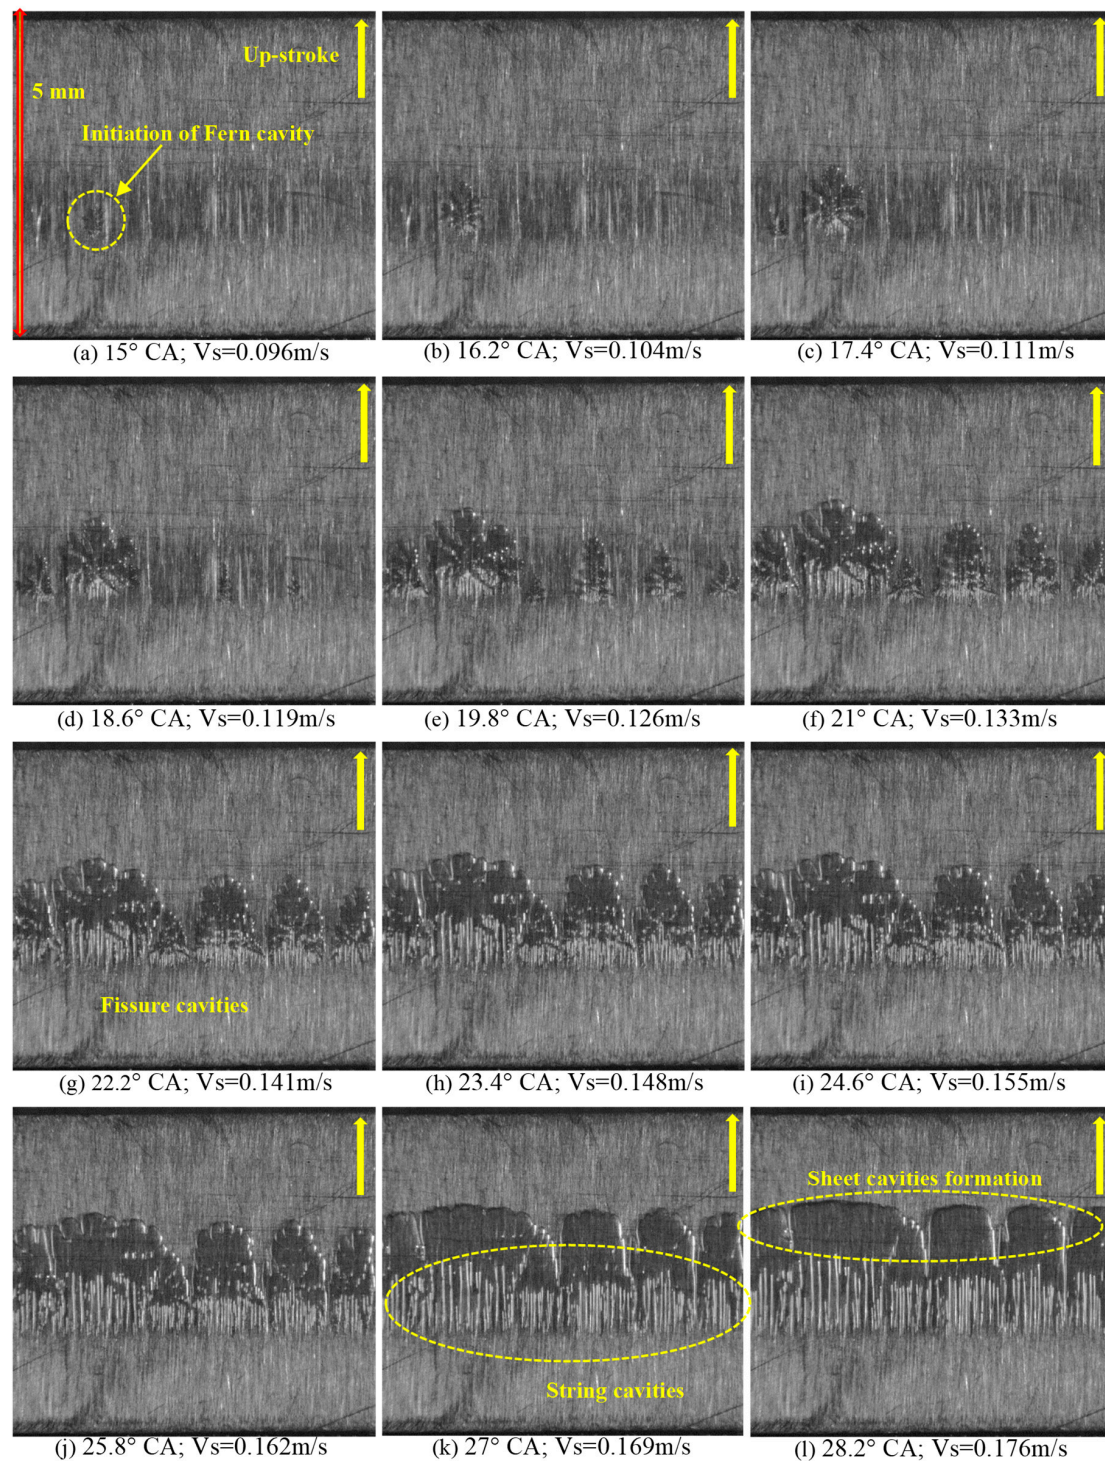 Up-stroke
5 mm
Initiation of Fern cavity
(a) 15° CA; Vs=0.096m/s
(b) 16.2° CA; Vs=0.104m/s
(c) 17.4° CA; Vs=0.111m/s
(d) 18.6° CA; Vs=0.119m/s
(e) 19.8° CA; Vs=0.126m/s
(f) 21° CA; Vs=0.133m/s
Fissure cavities
(g) 22.2° CA; Vs=0.141m/s
(h) 23.4° CA; Vs=0.148m/s
(i) 24.6° CA; Vs=0.155m/s
Sheet cavities formation
String cavities
(j) 25.8° CA; Vs=0.162m/s
(k) 27° CA; Vs=0.169m/s
(l) 28.2° CA; Vs=0.176m/s